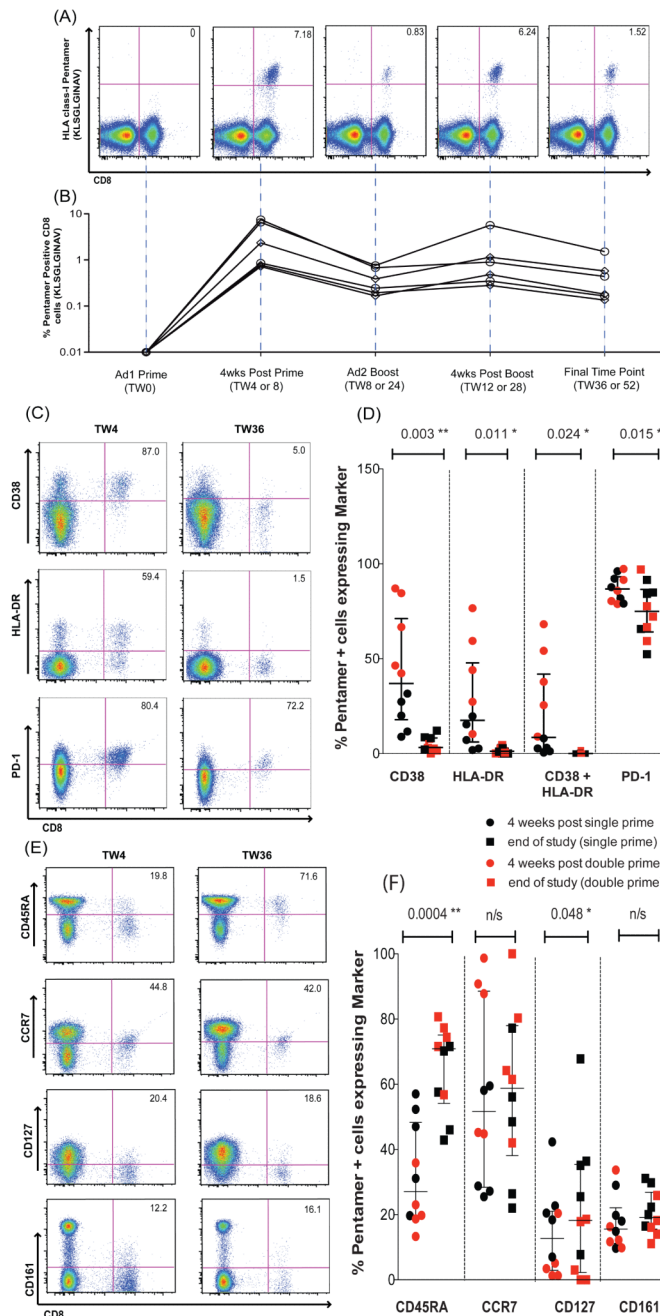 (A)
HLA class-I Pentamer
(KLSGLGINAV)
0
7.18
0.83
6.24
1.52
CD8
(B)
% Pentamer Positive CD8
cells (KLSGLGINAV)
10
1
0.1
0.01
Ad1 Prime
(TW0)
4wks Post Prime
(TW4 or 8)
Ad2 Boost
(TW8 or 24)
4wks Post Boost
(TW12 or 28)
Final Time Point
(TW36 or 52)
(C)
TW4
TW36
CD38
87.0
5.0
HLA-DR
59.4
1.5
PD-1
80.4
72.2
CD8
(D)
0.003 **
0.011 *
0.024 *
0.015 *
% Pentamer + cells expressing Marker
150
100
50
0
CD38
HLA-DR
CD38 +
HLA-DR
PD-1
4 weeks post single prime
end of study (single prime)
4 weeks post double prime
end of study (double prime
(E)
TW4
TW36
CD45RA
19.8
71.6
CCR7
44.8
42.0
CD127
20.4
18.6
CD161
12.2
16.1
CD8
(F)
0.0004 **
n/s
0.048 *
n/s
% Pentamer + cells expressing Marker
100
80
60
40
20
0
CD45RA
CCR7
CD127
CD161